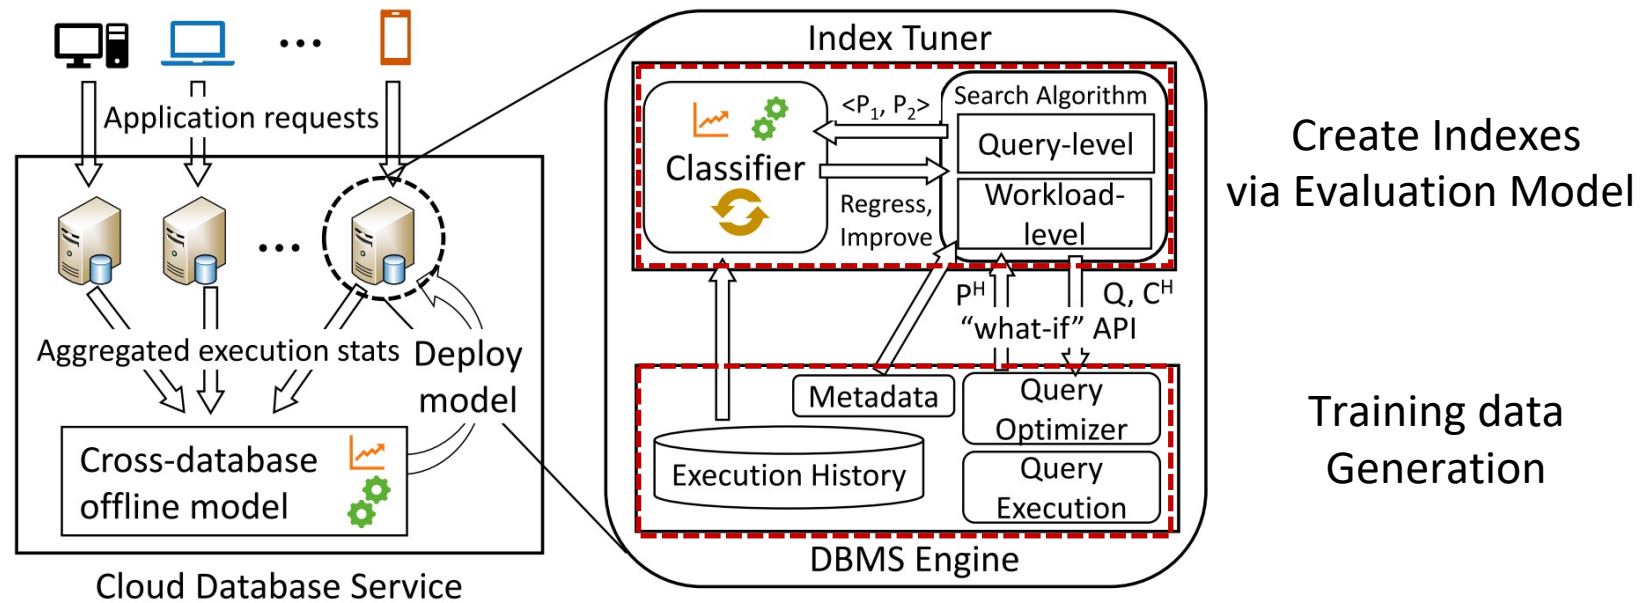 Application requests
Aggregated execution stats
Deploy
model
Cross-database
offline model
Cloud Database Service
Index Tuner
Classifier
<P₁, P₂>
Regress,
Improve
Search Algorithm
Query-level
Workload-
level
Pᴴ
Q, Cᴴ
“what-if” API
Metadata
Execution History
Query
Optimizer
Query
Execution
DBMS Engine
Create Indexes
via Evaluation Model
Training data
Generation